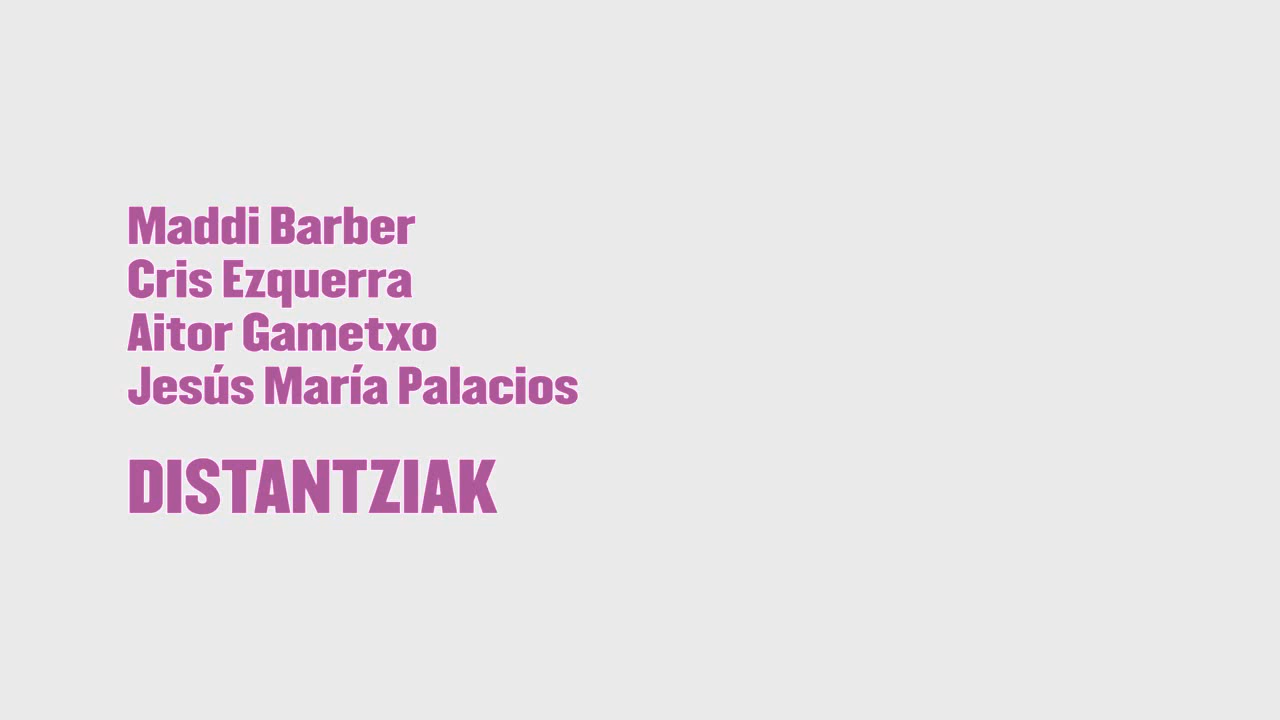 Maddi Barber
Cris Ezquerra
Aitor Gametxo
Jesús María Palacios
DISTANTZIAK